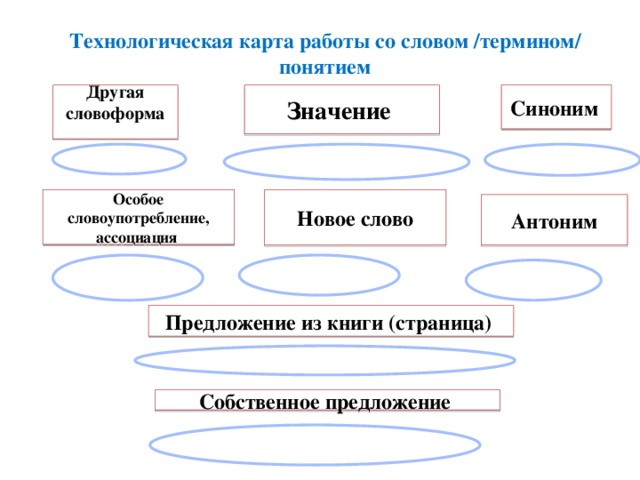 Технологическая карта работы со словом /термином/
понятием
Другая
словоформа
Значение
Синоним
Особое
словоупотребление,
ассоциация
Новое слово
Антоним
Предложение из книги (страница)
Собственное предложение